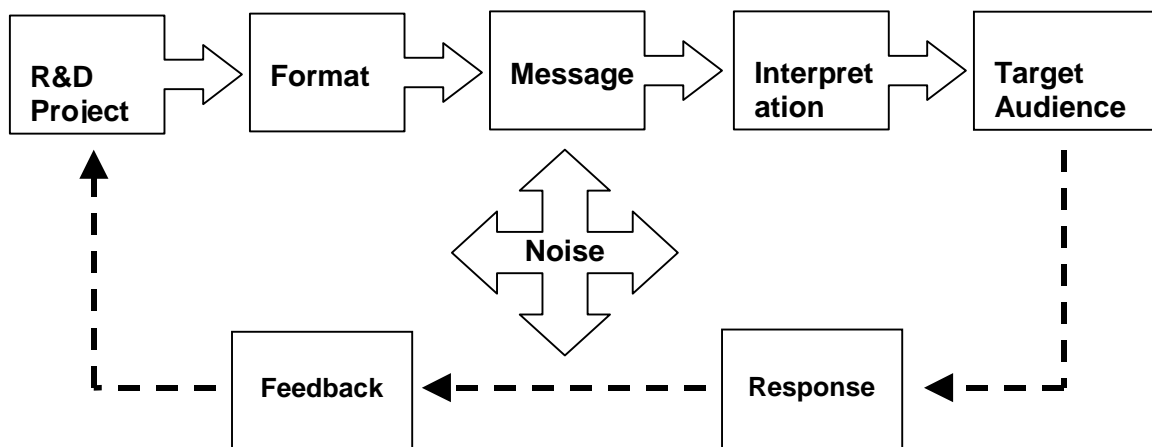 R&D
Project
Format
Message
Interpret
ation
Target
Audience
Noise
Feedback
Response